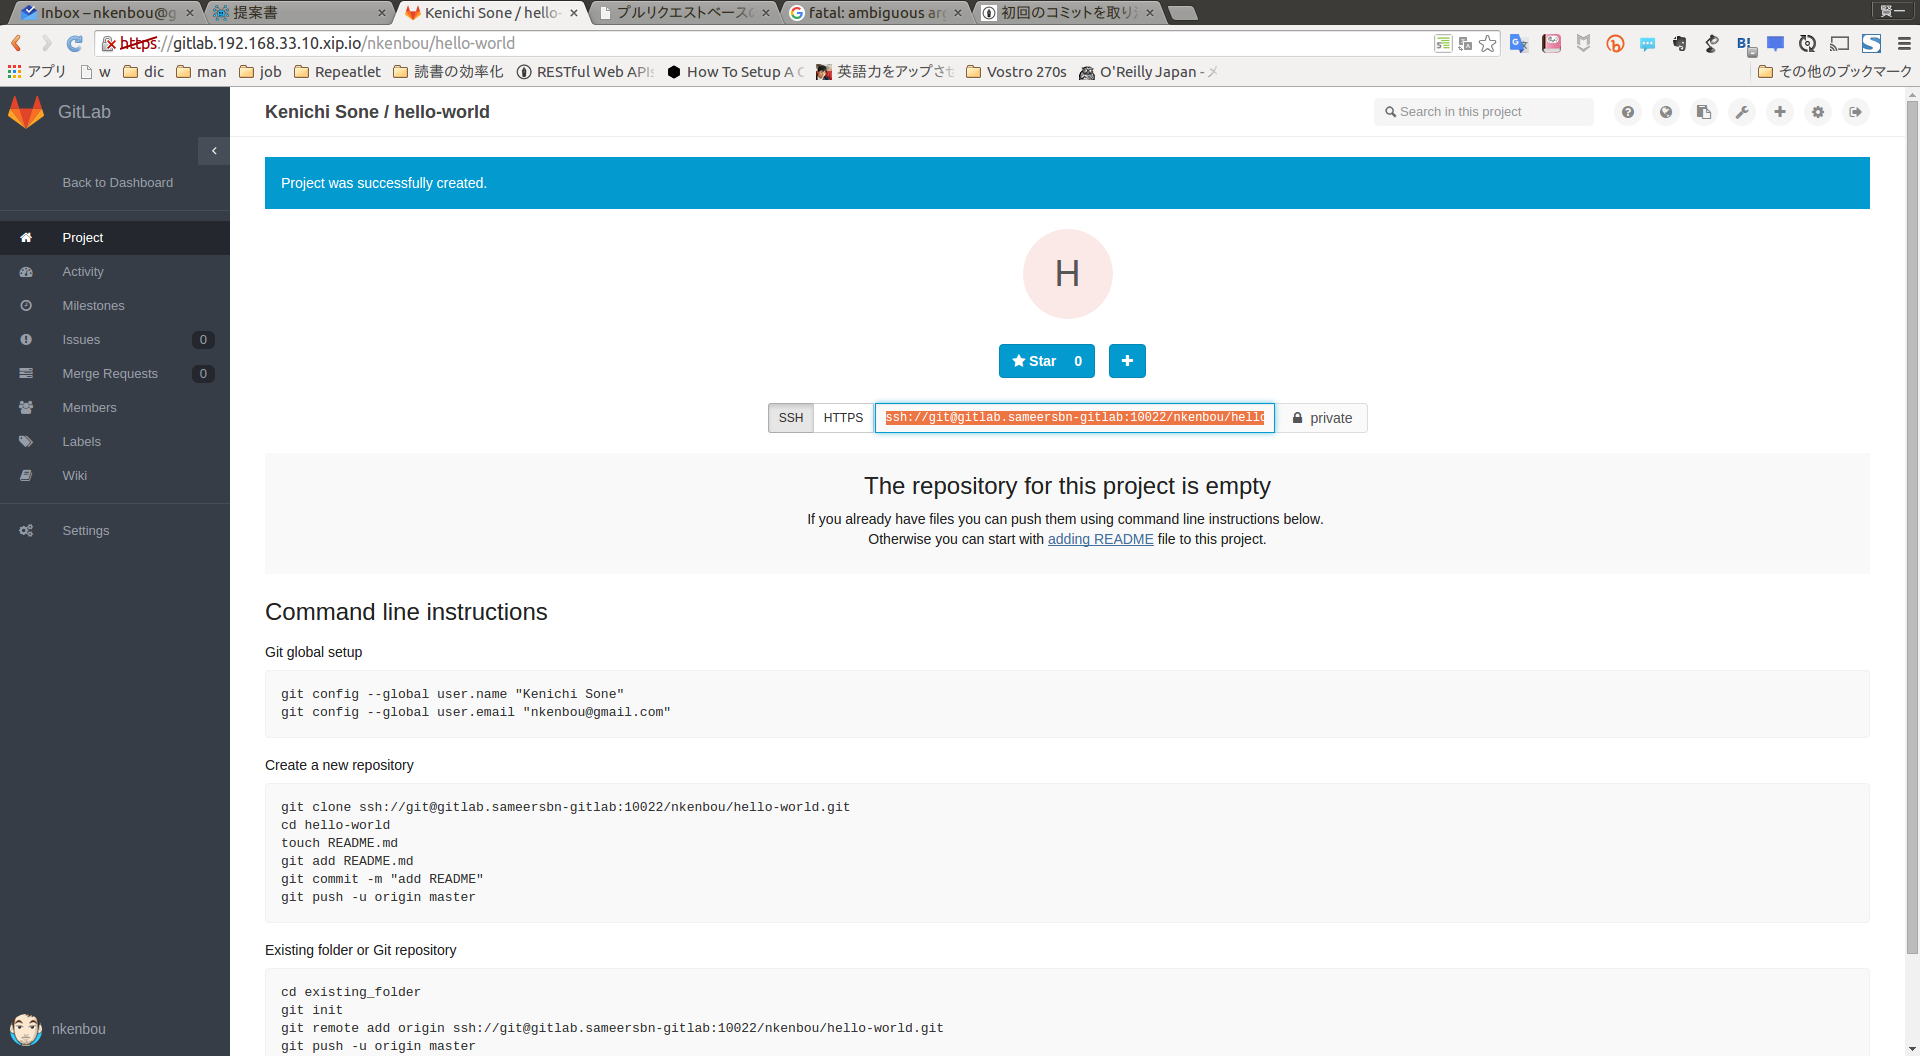 Inbox – nkenbou@g
提案書
Kenichi Sone / hello-
プルリクエストベースの
fatal: ambiguous arg
初回のコミットを取り
賢一
https://gitlab.192.168.33.10.xip.io/nkenbou/hello-world
アプリ
w
dic
man
job
Repeatlet
読書の効率化
RESTful Web APIs
How To Setup A C
英語力をアップさせ
Vostro 270s
O'Reilly Japan - メ
その他のブックマーク
GitLab
Kenichi Sone / hello-world
Search in this project
Back to Dashboard
Project was successfully created.
Project
Activity
Milestones
Issues 0
Merge Requests 0
Members
Labels
Wiki
Settings
H
Star 0
SSH HTTPS ssh://git@gitlab.sameersbn-gitlab:10022/nkenbou/hello private
The repository for this project is empty
If you already have files you can push them using command line instructions below.
Otherwise you can start with adding README file to this project.
Command line instructions
Git global setup
git config --global user.name "Kenichi Sone"
git config --global user.email "nkenbou@gmail.com"
Create a new repository
git clone ssh://git@gitlab.sameersbn-gitlab:10022/nkenbou/hello-world.git
cd hello-world
touch README.md
git add README.md
git commit -m "add README"
git push -u origin master
Existing folder or Git repository
cd existing_folder
git init
git remote add origin ssh://git@gitlab.sameersbn-gitlab:10022/nkenbou/hello-world.git
git push -u origin master
nkenbou